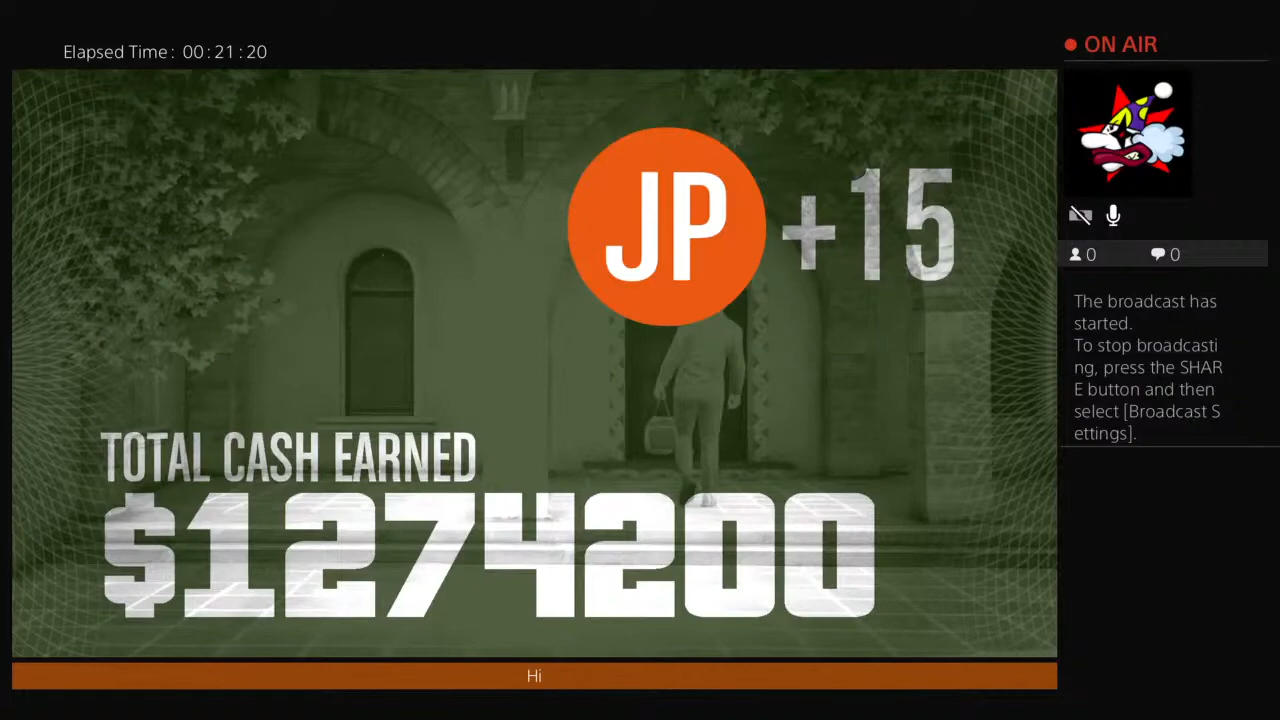 Elapsed Time: 00:21:20
ON AIR
JP +15
0 0
The broadcast has
started.
To stop broadcasti
ng, press the SHAR
E button and then
select [Broadcast S
ettings].
TOTAL CASH EARNED
$1274200
Hi